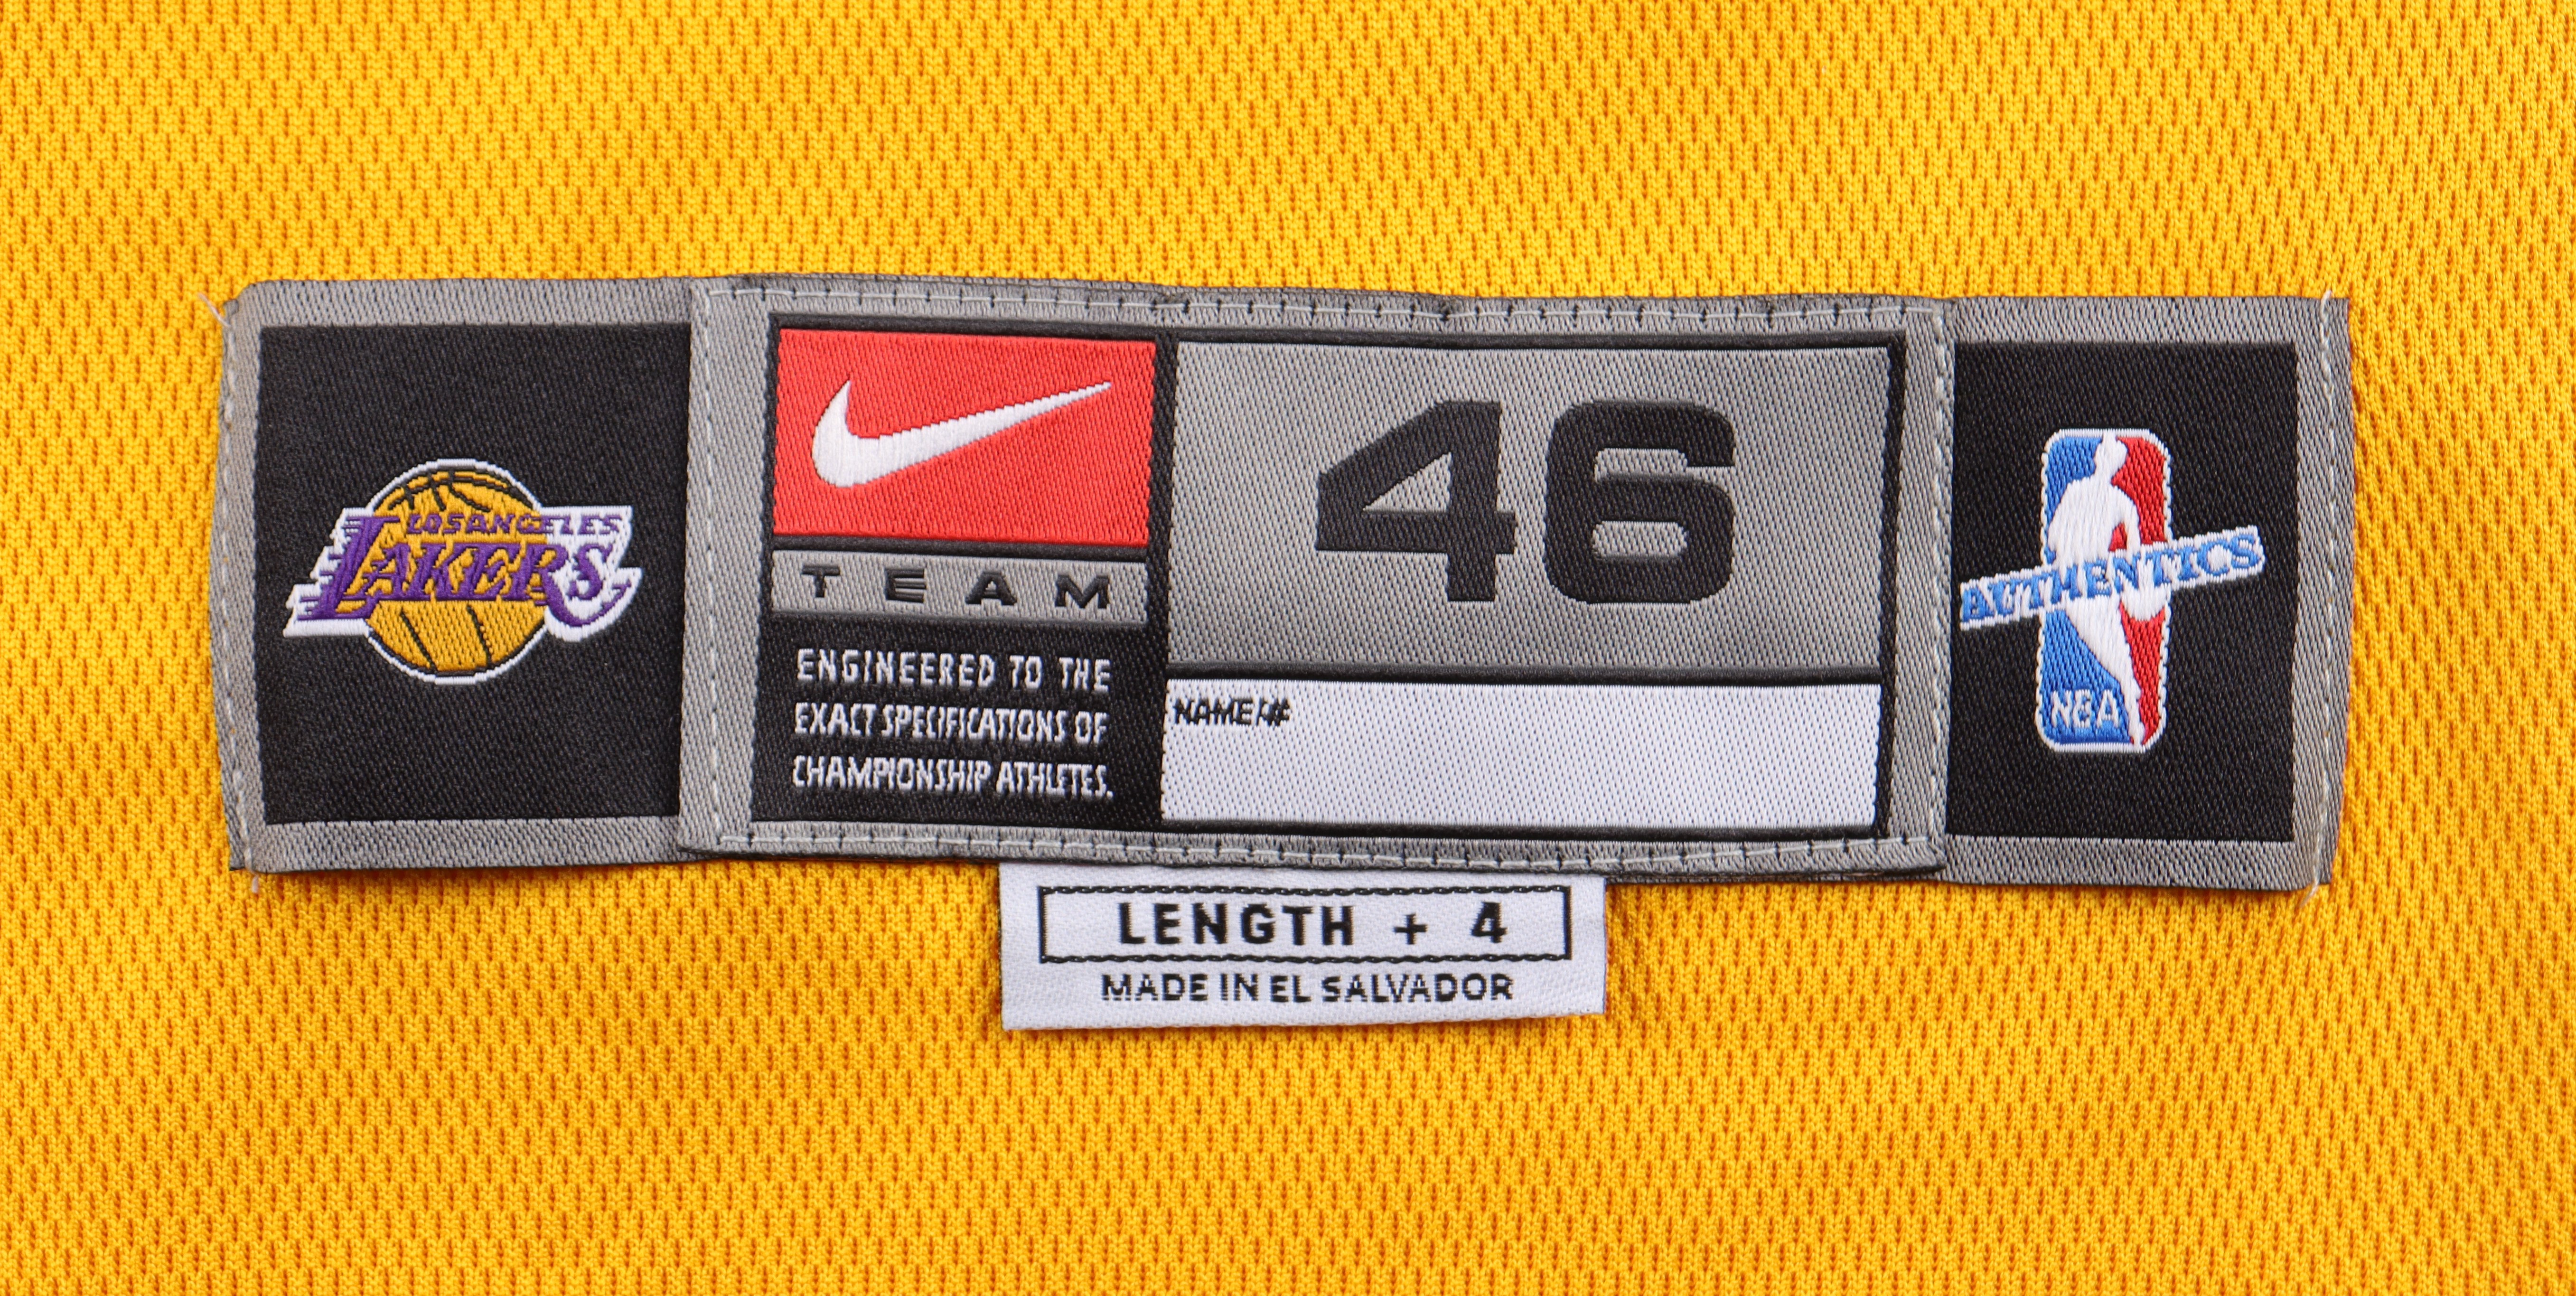 LOS ANGELES
LAKERS
TEAM
ENGINEERED TO THE
EXACT SPECIFICATIONS OF
CHAMPIONSHIP ATHLETES.
46
NAME/#
AUTHENTICS
NBA
LENGTH + 4
MADE IN EL SALVADOR